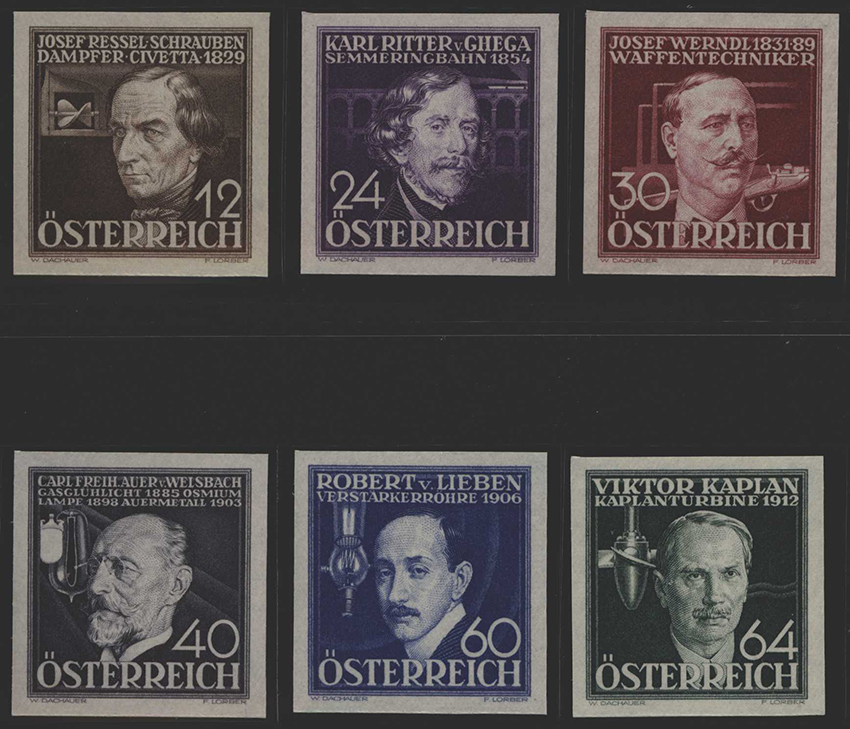 JOSEF RESSEL·SCHRAUBEN
DAMPFER·CIVETTA·1829
12
ÖSTERREICH
W. DACHAUER F. LORBER
KARL RITTER v. GHEGA
SEMMERINGBAHN 1854
24
ÖSTERREICH
W. DACHAUER F. LORBER
JOSEF WERNDL 1831·89
WAFFENTECHNIKER
30
ÖSTERREICH
W. DACHAUER F. LORBER
CARL FREIH. AUER v. WELSBACH
GASGLÜHLICHT 1885 OSMIUM
LAMPE 1898 AUERMETALL 1903
40
ÖSTERREICH
W. DACHAUER F. LORBER
ROBERT v. LIEBEN
VERSTÄRKERRÖHRE 1906
60
ÖSTERREICH
W. DACHAUER F. LORBER
VIKTOR KAPLAN
KAPLANTURBINE 1912
64
ÖSTERREICH
W. DACHAUER F. LORBER